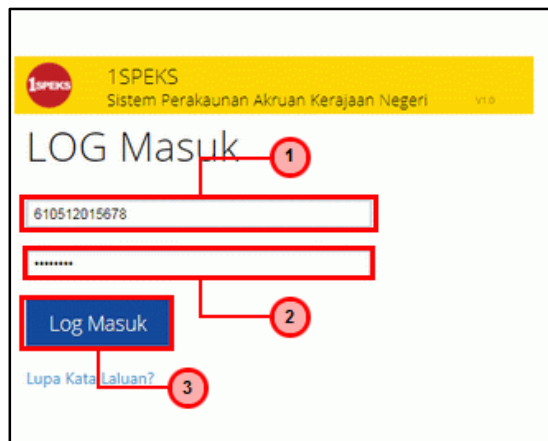 1SPEKS
1SPEKS
Sistem Perakaunan Akruan Kerajaan Negeri V1.0
LOG Masuk
1
610512015678
••••••••
2
Log Masuk
Lupa Kata Laluan?
3